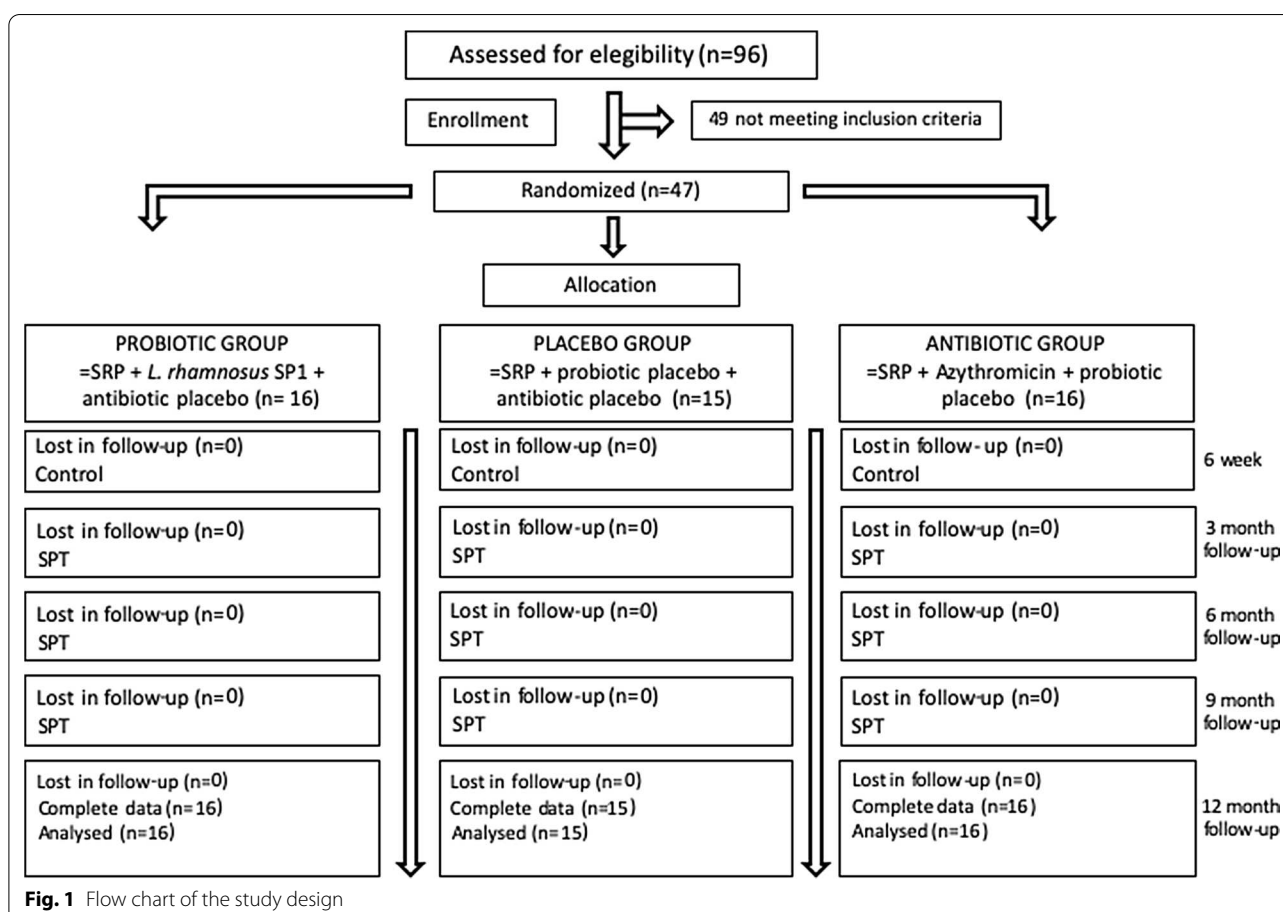 Assessed for elegibility (n=96)
Enrollment
49 not meeting inclusion criteria
Randomized (n=47)
Allocation
PROBIOTIC GROUP
=SRP + L. rhamnosus SP1 +
antibiotic placebo (n= 16)
PLACEBO GROUP
=SRP + probiotic placebo +
antibiotic placebo (n=15)
ANTIBIOTIC GROUP
=SRP + Azythromicin + probiotic
placebo (n=16)
Lost in follow-up (n=0)
Control
Lost in follow-up (n=0)
Control
Lost in follow-up (n=0)
Control
6 week
Lost in follow-up (n=0)
SPT
Lost in follow-up (n=0)
SPT
Lost in follow-up (n=0)
SPT
3 month
follow-up
Lost in follow-up (n=0)
SPT
Lost in follow-up (n=0)
SPT
Lost in follow-up (n=0)
SPT
6 month
follow-up
Lost in follow-up (n=0)
SPT
Lost in follow-up (n=0)
SPT
Lost in follow-up (n=0)
SPT
9 month
follow-up
Lost in follow-up (n=0)
Complete data (n=16)
Analysed (n=16)
Lost in follow-up (n=0)
Complete data (n=15)
Analysed (n=15)
Lost in follow-up (n=0)
Complete data (n=16)
Analysed (n=16)
12 month
follow-up
Fig. 1 Flow chart of the study design